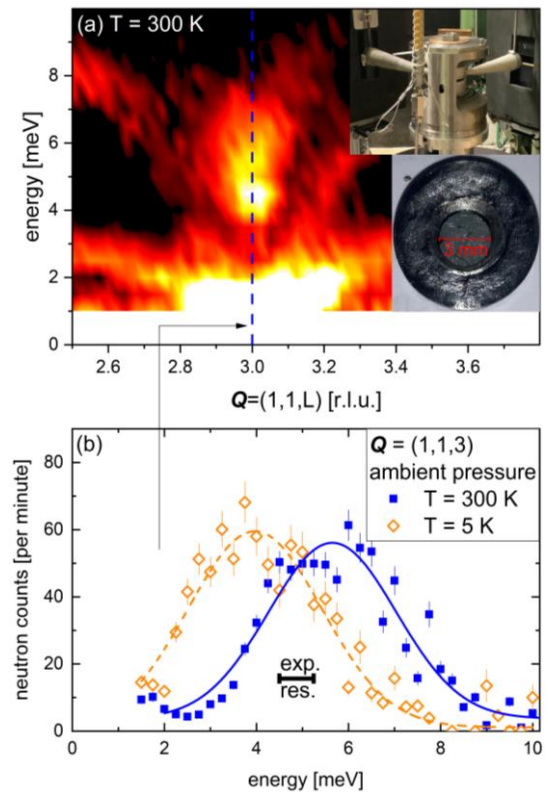 (a) T = 300 K
energy [meV]
8
6
4
2
0
3 mm
2.6 2.8 3.0 3.2 3.4 3.6
Q=(1,1,L) [r.l.u.]
(b)
Q = (1,1,3)
ambient pressure
T = 300 K
T = 5 K
neutron counts [per minute]
80
60
40
20
0
exp.
res.
0 2 4 6 8 10
energy [meV]